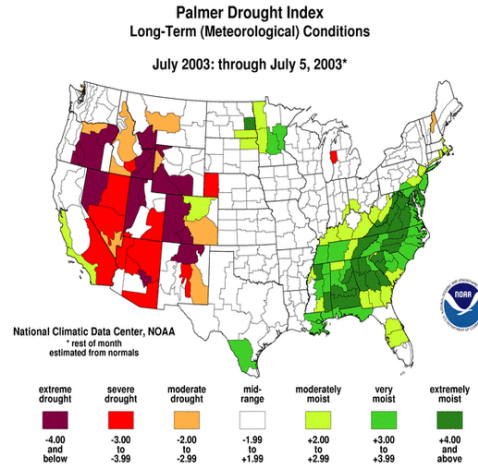 Palmer Drought Index
Long-Term (Meteorological) Conditions
July 2003: through July 5, 2003*
NOAA
National Climatic Data Center, NOAA
* rest of month
estimated from normals
extreme drought
severe drought
moderate drought
mid-range
moderately moist
very moist
extremely moist
-4.00 and below
-3.00 to -3.99
-2.00 to -2.99
-1.99 to +1.99
+2.00 to +2.99
+3.00 to +3.99
+4.00 and above